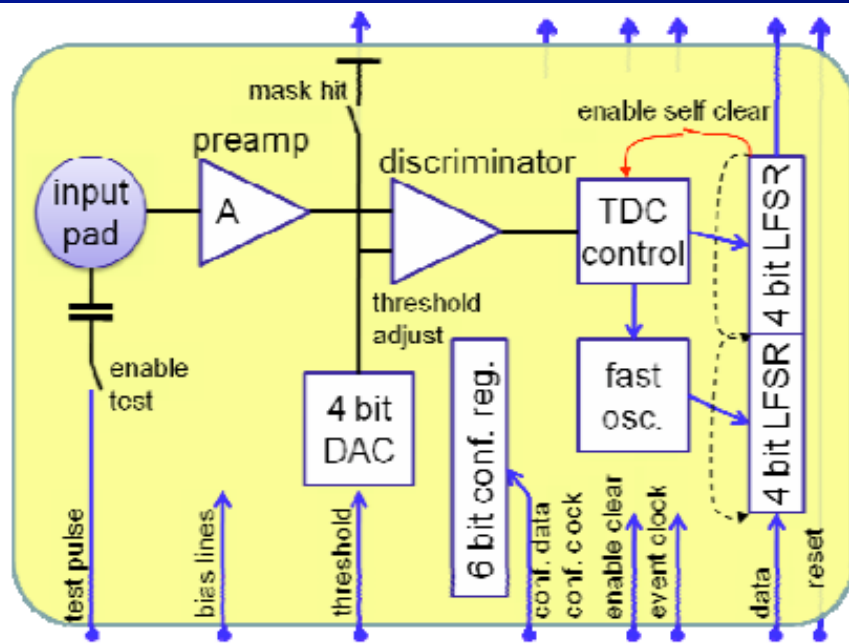 mask hit
enable self clear
preamp
discriminator
input
pad
A
TDC
control
4 bit LFSR
threshold
adjust
enable
test
4 bit
DAC
6 bit conf. reg.
fast
osc.
4 bit LFSR
test pulse
bias lines
threshold
conf. data
conf. clock
enable clear
event clock
data
reset